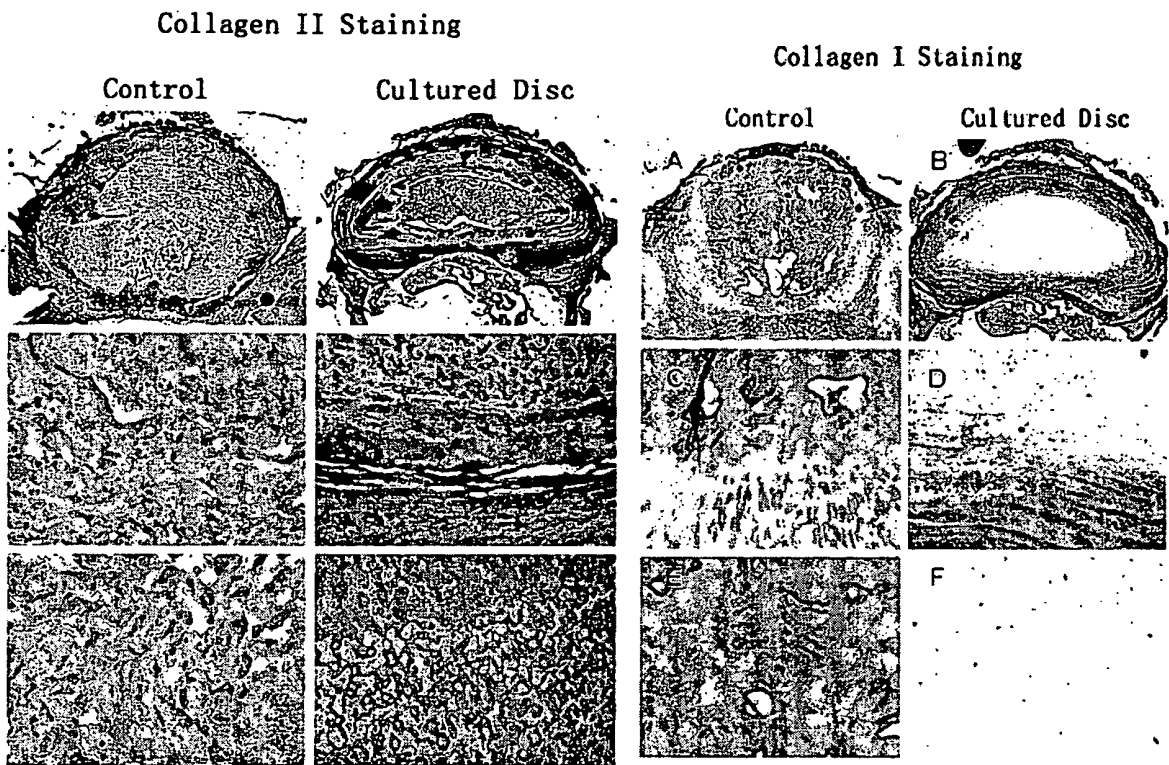 Collagen II Staining
Control
Cultured Disc
Collagen I Staining
Control
Cultured Disc
A
B
C
D
E
F